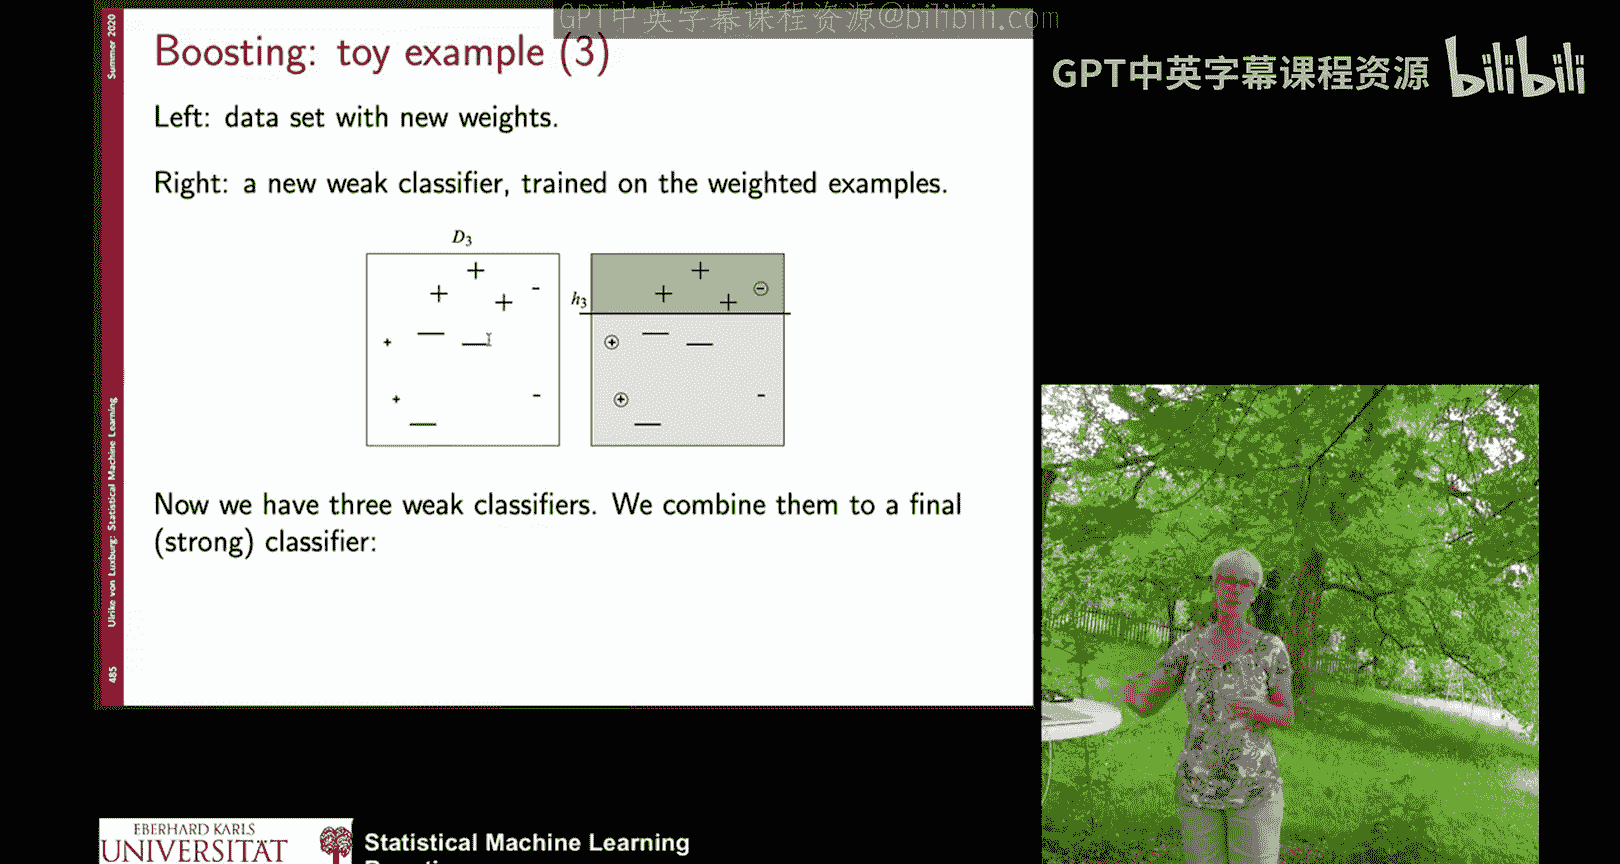 GPT中英字幕课程资源@bilibili.com
GPT中英字幕课程资源 bilibili
Summer 2020
Boosting: toy example (3)
Left: data set with new weights.
Right: a new weak classifier, trained on the weighted examples.
D3
h3
Now we have three weak classifiers. We combine them to a final
(strong) classifier:
Ulrike von Luxburg: Statistical Machine Learning
485
EBERHARD KARLS
UNIVERSITÄT
Statistical Machine Learning